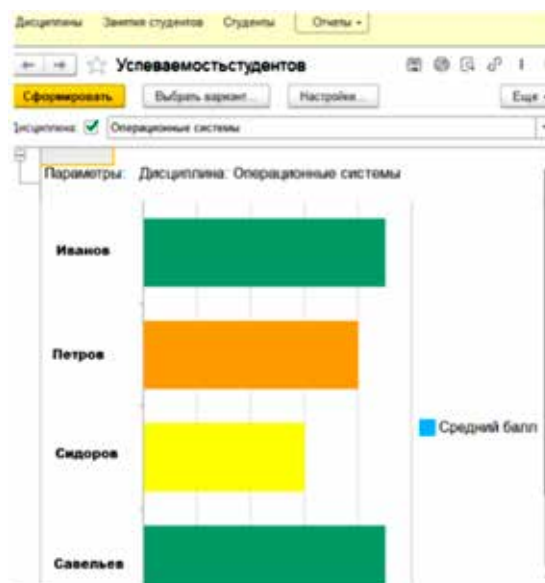 Дисциплины Занятия студентов Студенты Отчеты
Успеваемостьстудентов
Сформировать Выбрать вариант... Настройки... Еще
Дисциплина: Операционные системы
Параметры: Дисциплина: Операционные системы
Иванов
Петров
Средний балл
Сидоров
Савельев